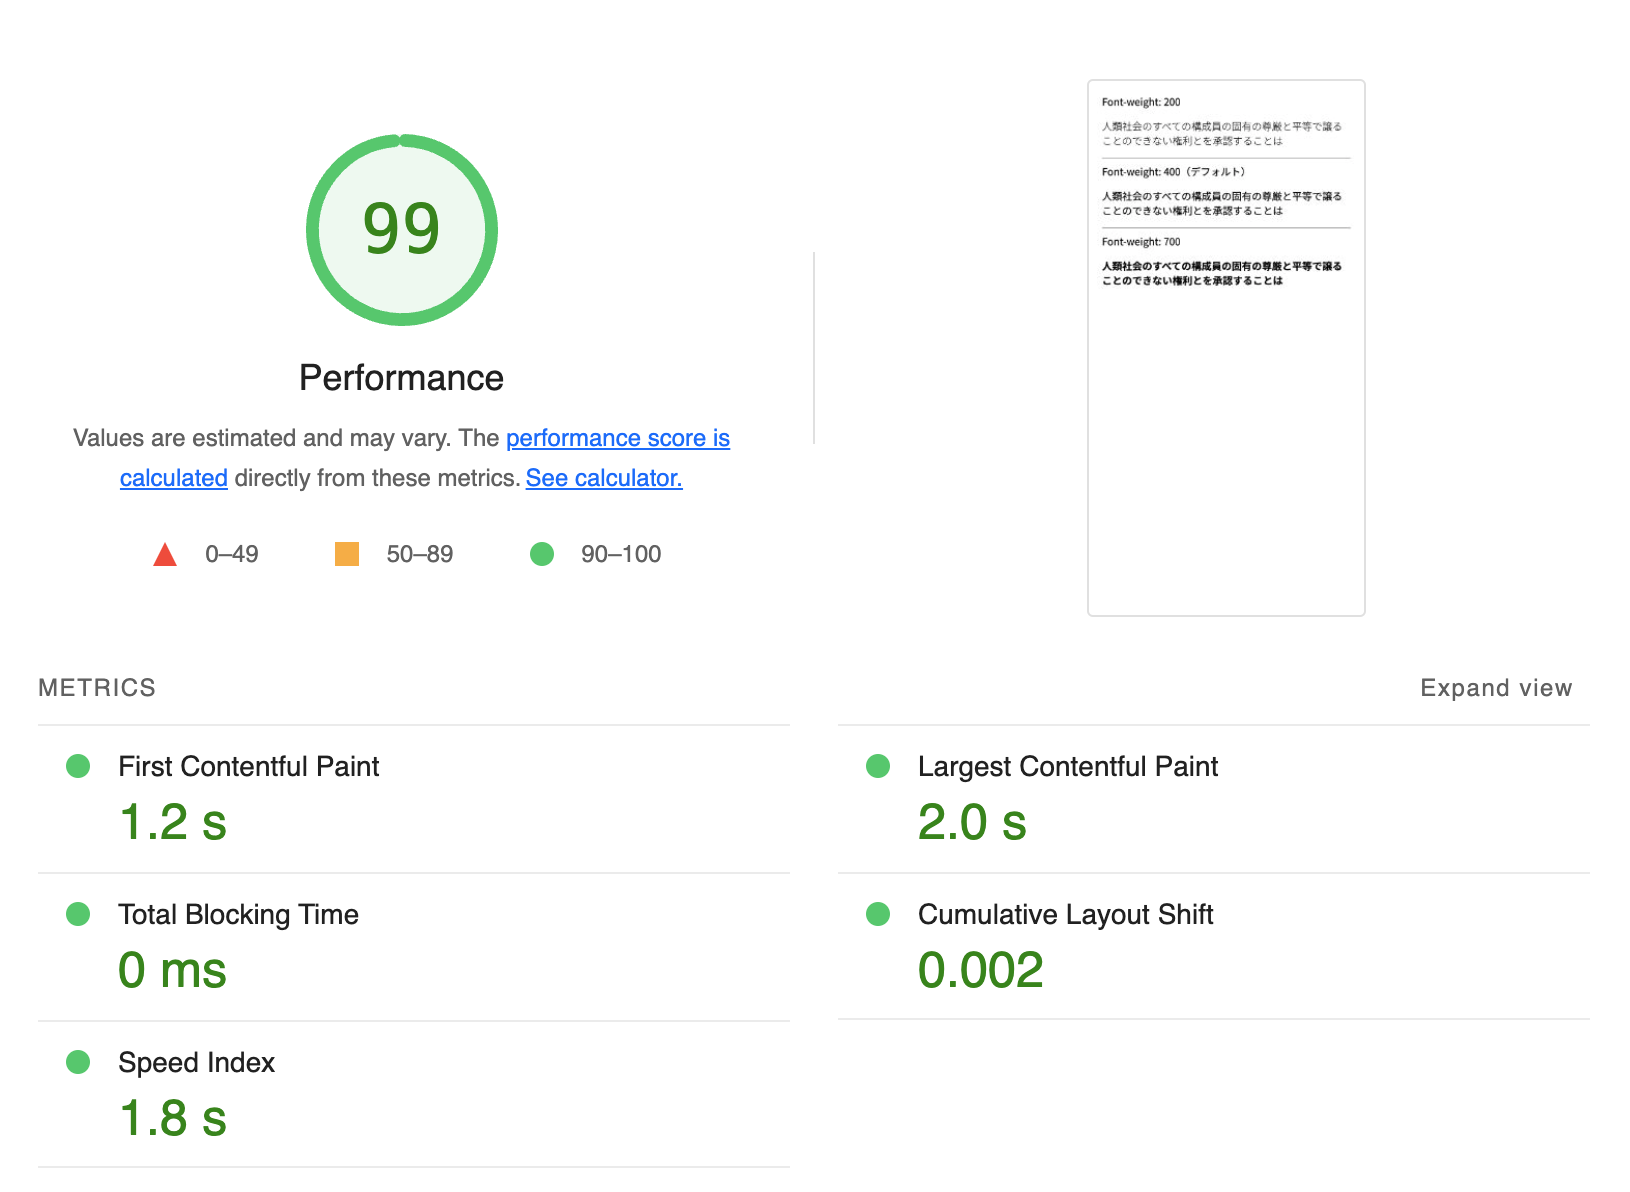 99
Performance
Values are estimated and may vary. The performance score is
calculated directly from these metrics. See calculator.
0–49
50–89
90–100
Font-weight: 200
人類社会のすべての構成員の固有の尊厳と平等で譲る
ことのできない権利とを承認することは
Font-weight: 400（デフォルト）
人類社会のすべての構成員の固有の尊厳と平等で譲る
ことのできない権利とを承認することは
Font-weight: 700
人類社会のすべての構成員の固有の尊厳と平等で譲る
ことのできない権利とを承認することは
METRICS
Expand view
First Contentful Paint
1.2 s
Largest Contentful Paint
2.0 s
Total Blocking Time
0 ms
Cumulative Layout Shift
0.002
Speed Index
1.8 s